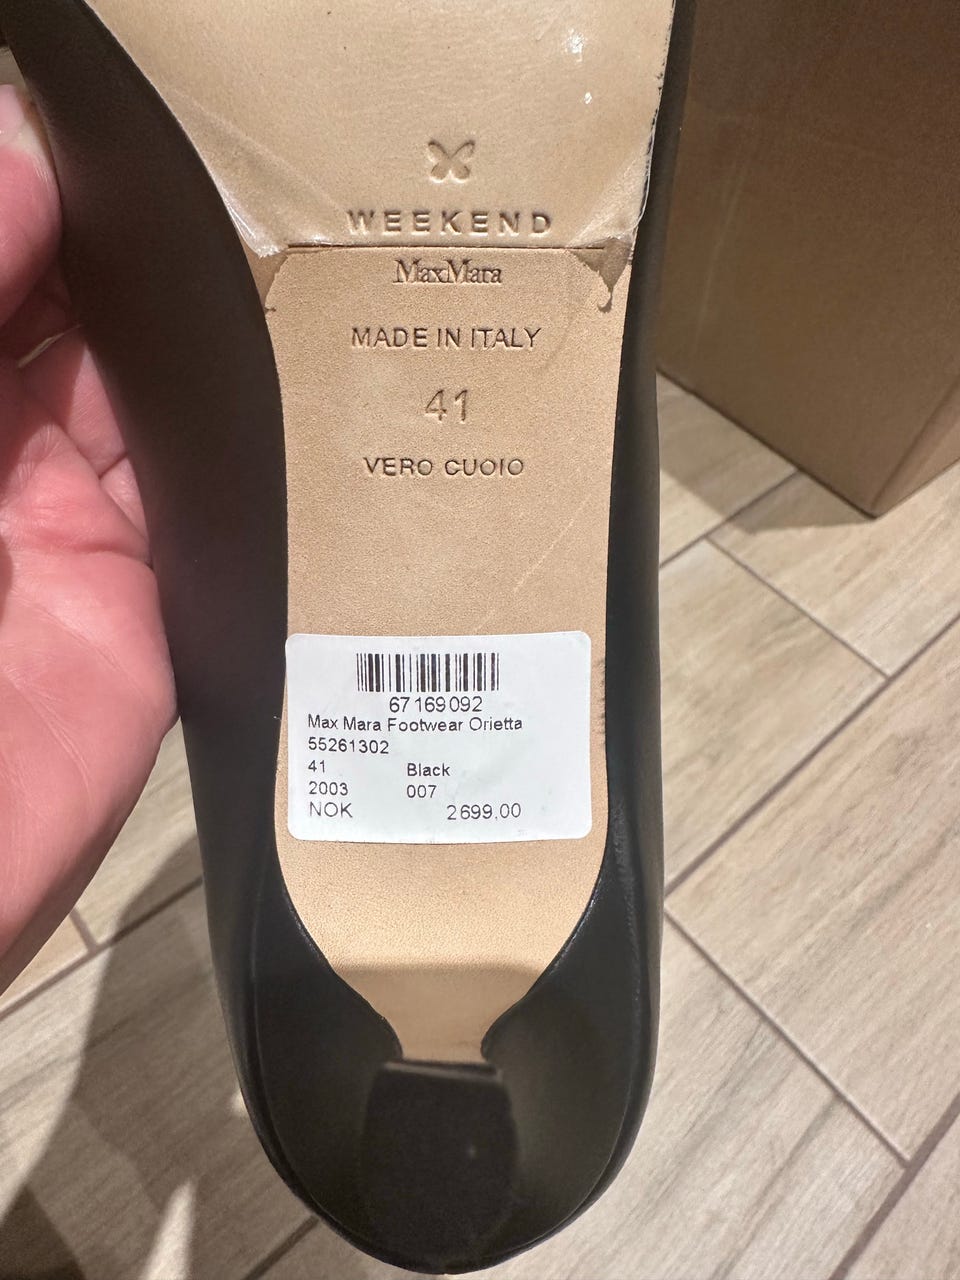 WEEKEND
MaxMara
MADE IN ITALY
41
VERO CUOIO
67169092
Max Mara Footwear Orietta
55261302
41 Black
2003 007
NOK 2699,00